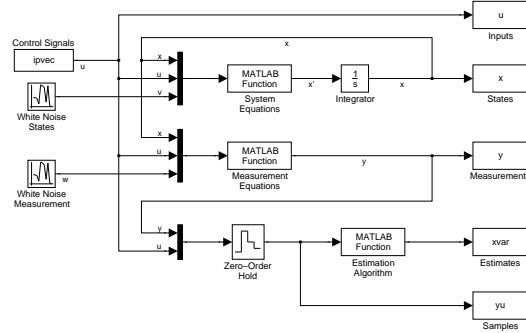 u
Inputs
Control Signals
ipvec
u
x
x
u
v
MATLAB
Function
System
Equations
x'
1
s
Integrator
x
x
States
White Noise
States
x
u
w
MATLAB
Function
Measurement
Equations
y
y
Measurement
White Noise
Measurement
y
u
Zero−Order
Hold
MATLAB
Function
Estimation
Algorithm
xvar
Estimates
yu
Samples